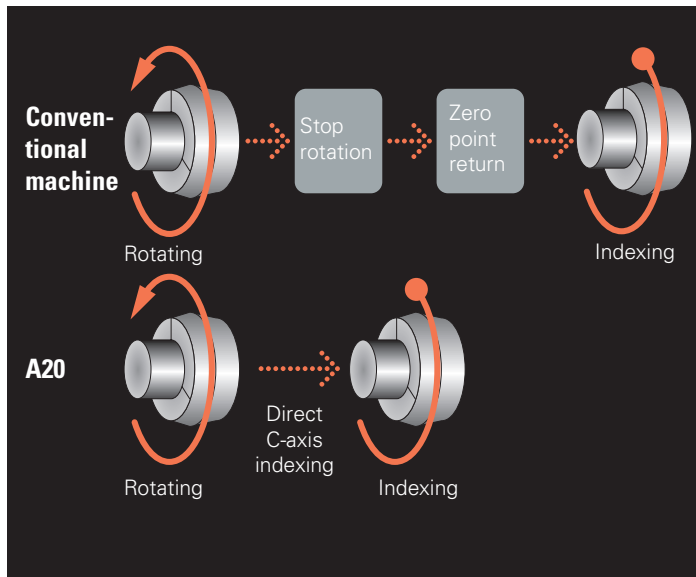 Conven-
tional
machine
Rotating
Stop
rotation
Zero
point
return
Indexing
A20
Rotating
Direct
C-axis
indexing
Indexing